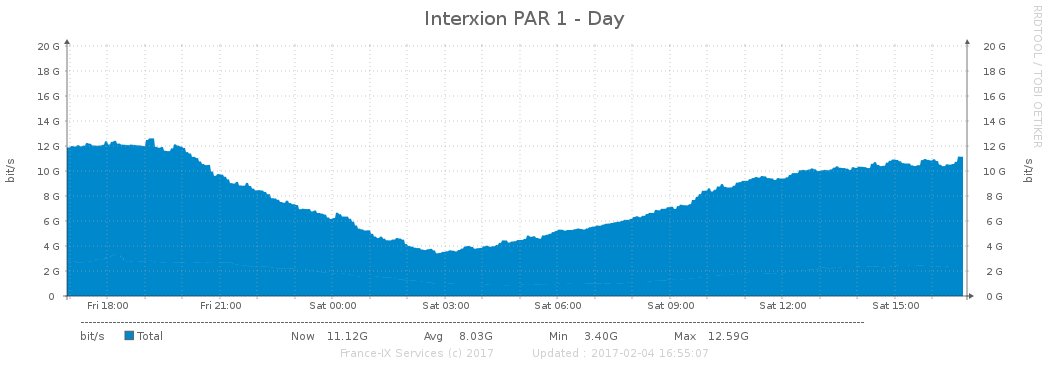 Interxion PAR 1 - Day
RRDTOOL / TOBI OETIKER
bit/s
bit/s
20 G 20 G
18 G 18 G
16 G 16 G
14 G 14 G
12 G 12 G
10 G 10 G
8 G 8 G
6 G 6 G
4 G 4 G
2 G 2 G
0 0 G
Fri 18:00 Fri 21:00 Sat 00:00 Sat 03:00 Sat 06:00 Sat 09:00 Sat 12:00 Sat 15:00
bit/s Total Now 11.12G Avg 8.03G Min 3.40G Max 12.59G
France-IX Services (c) 2017 Updated : 2017-02-04 16:55:07